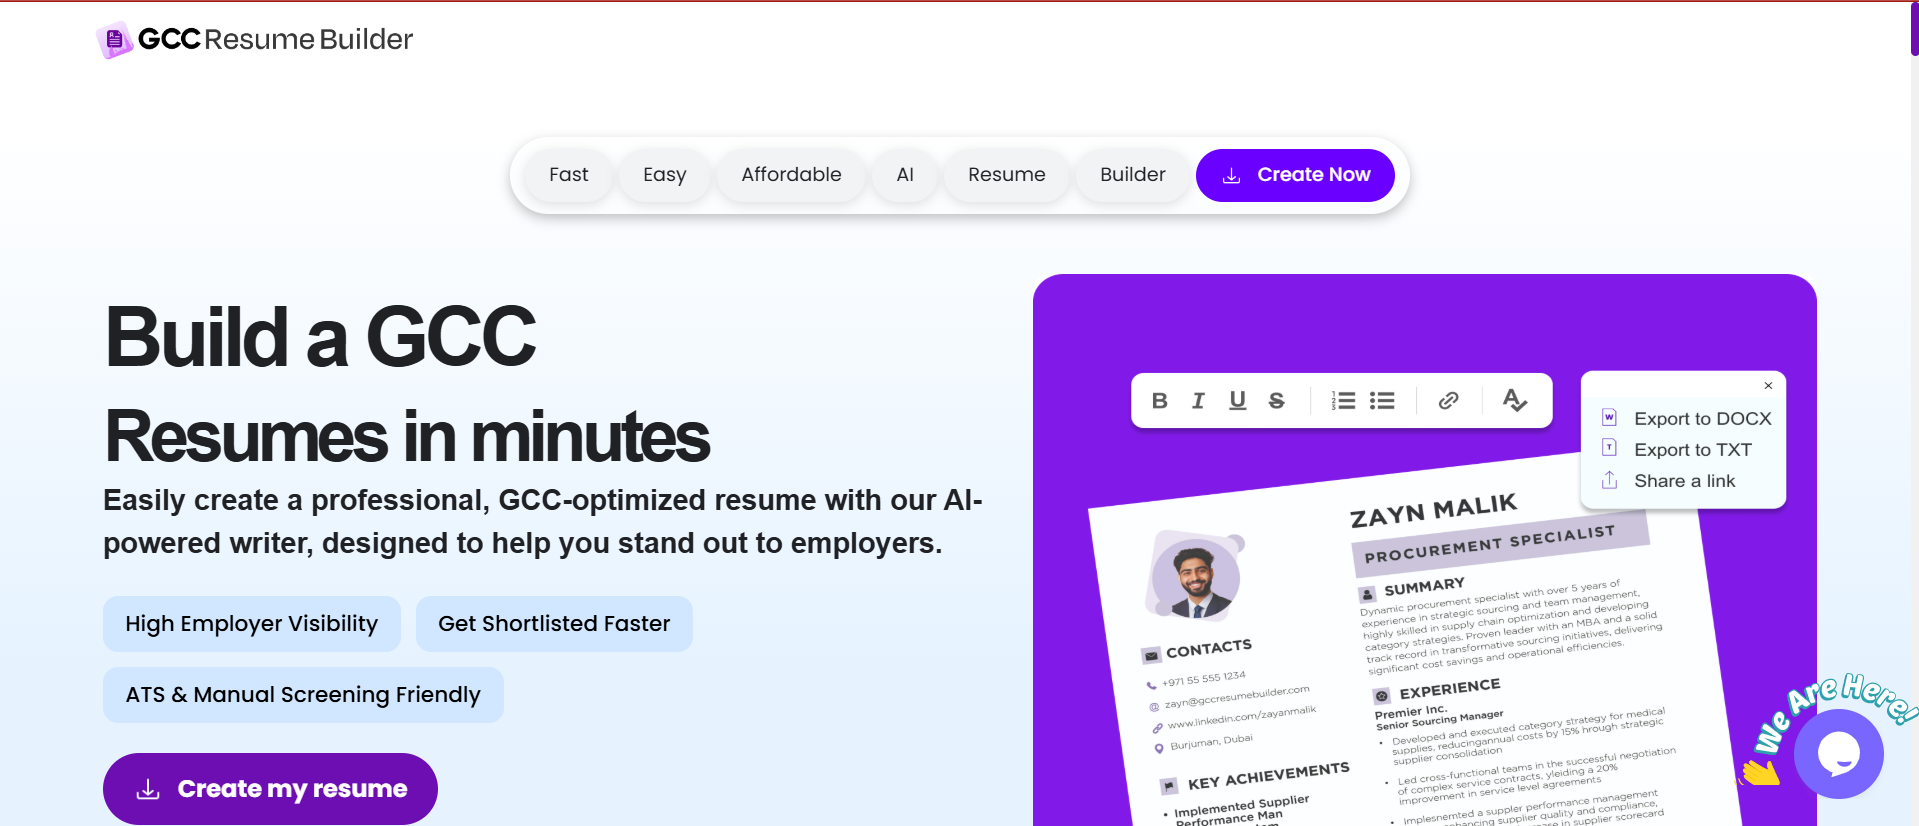 GCC Resume Builder
Fast
Easy
Affordable
AI
Resume
Builder
Create Now
Build a GCC
Resumes in minutes
Easily create a professional, GCC-optimized resume with our AI-
powered writer, designed to help you stand out to employers.
High Employer Visibility
Get Shortlisted Faster
ATS & Manual Screening Friendly
Create my resume
B I U S
Export to DOCX
Export to TXT
Share a link
ZAYN MALIK
PROCUREMENT SPECIALIST
SUMMARY
Dynamic procurement specialist with over 5 years of
experience in strategic sourcing and team management,
highly skilled in supply chain optimization and developing
category strategies. Proven leader with an MBA and a solid
track record in transformative sourcing initiatives, delivering
significant cost savings and operational efficiencies.
CONTACTS
+971 55 555 1234
zayn@gccresumebuilder.com
www.linkedin.com/zayanmalik
Burjuman, Dubai
KEY ACHIEVEMENTS
• Implemented Supplier
Performance Man
EXPERIENCE
Premier Inc.
Senior Sourcing Manager
• Developed and executed category strategy for medical
supplies, reducingannual costs by 15% hrough strategic
supplier consolidation
• Led cross-functional teams in the successful negotiation
of complex service contracts, yleiding a 20%
improvement in service level agreements
• Implesnemted a suppler performance management
enhancing supplier quality and compliance,
in supplier scorecard
We Are Here!